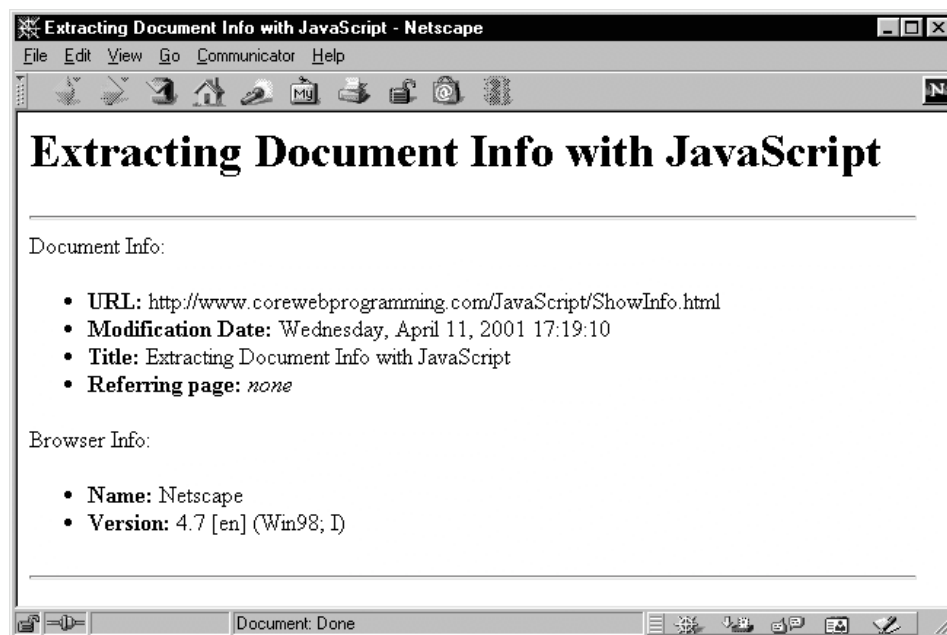 Extracting Document Info with JavaScript - Netscape
File Edit View Go Communicator Help
My
N
Extracting Document Info with JavaScript
Document Info:
• URL: http://www.corewebprogramming.com/JavaScript/ShowInfo.html
• Modification Date: Wednesday, April 11, 2001 17:19:10
• Title: Extracting Document Info with JavaScript
• Referring page: none
Browser Info:
• Name: Netscape
• Version: 4.7 [en] (Win98; I)
Document: Done